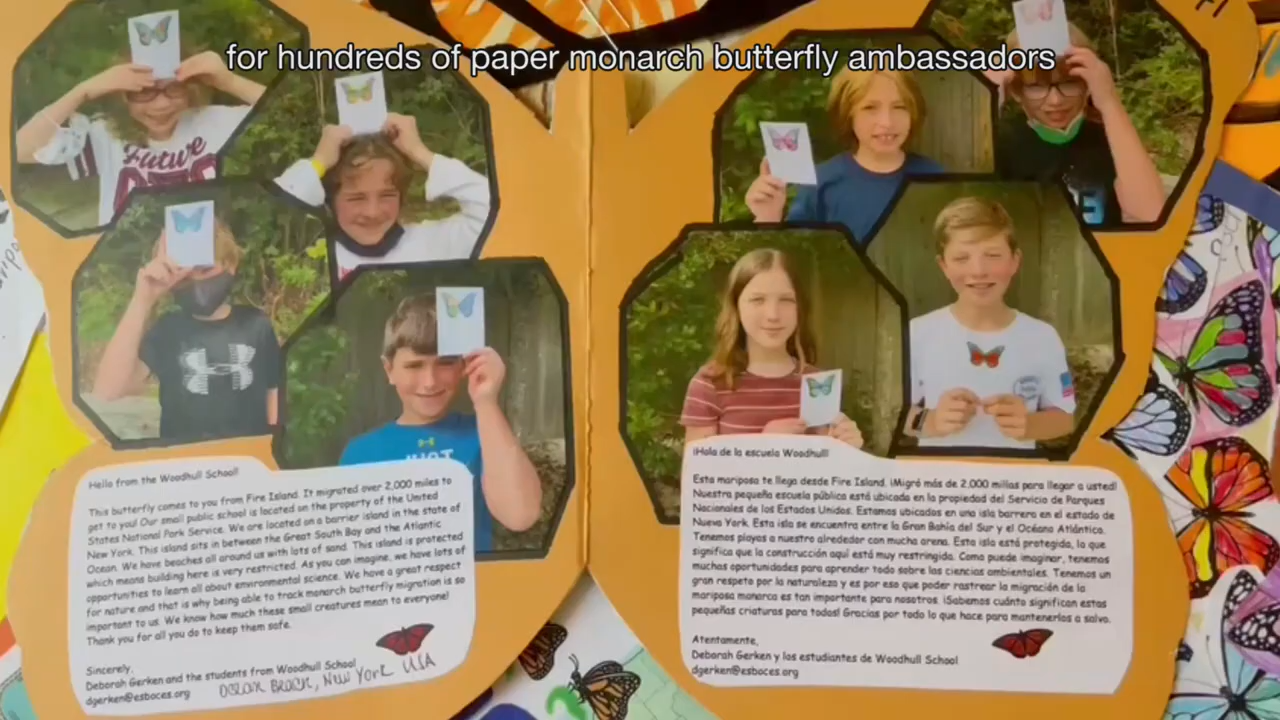 for hundreds of paper monarch butterfly ambassadors
Future
Hello from the Woodhull School!
This butterfly comes to you from Fire Island. It migrated over 2,000 miles to
get to you! Our small public school is located on the property of the United
States National Park Service. We are located on a barrier island in the state of
New York. This island sits in between the Great South Bay and the Atlantic
Ocean. We have beaches all around us with lots of sand. This island is protected
which means building here is very restricted. As you can imagine, we have lots of
opportunities to learn all about environmental science. We have a great respect
for nature and that is why being able to track monarch butterfly migration is so
important to us. We know how much these small creatures mean to everyone!
Thank you for all you do to keep them safe.
Sincerely,
Deborah Gerken and the students from Woodhull School
dgerken@esboces.org
OCEAN BEACH, NEW YORK USA
¡Hola de la escuela Woodhull!
Esta mariposa te llega desde Fire Island. ¡Migró más de 2,000 millas para llegar a usted!
Nuestra pequeña escuela pública está ubicada en la propiedad del Servicio de Parques
Nacionales de los Estados Unidos. Estamos ubicados en una isla barrera en el estado de
Nueva York. Esta isla se encuentra entre la Gran Bahía del Sur y el Océano Atlántico.
Tenemos playas a nuestro alrededor con mucha arena. Esta isla está protegida, lo que
significa que la construcción aquí está muy restringida. Como puede imaginar, tenemos
muchas oportunidades para aprender todo sobre las ciencias ambientales. Tenemos un
gran respeto por la naturaleza y es por eso que poder rastrear la migración de la
mariposa monarca es tan importante para nosotros. ¡Sabemos cuánto significan estas
pequeñas criaturas para todos! Gracias por todo lo que hace para mantenerlos a salvo.
Atentamente,
Deborah Gerken y los estudiantes de Woodhull School
dgerken@esboces.org